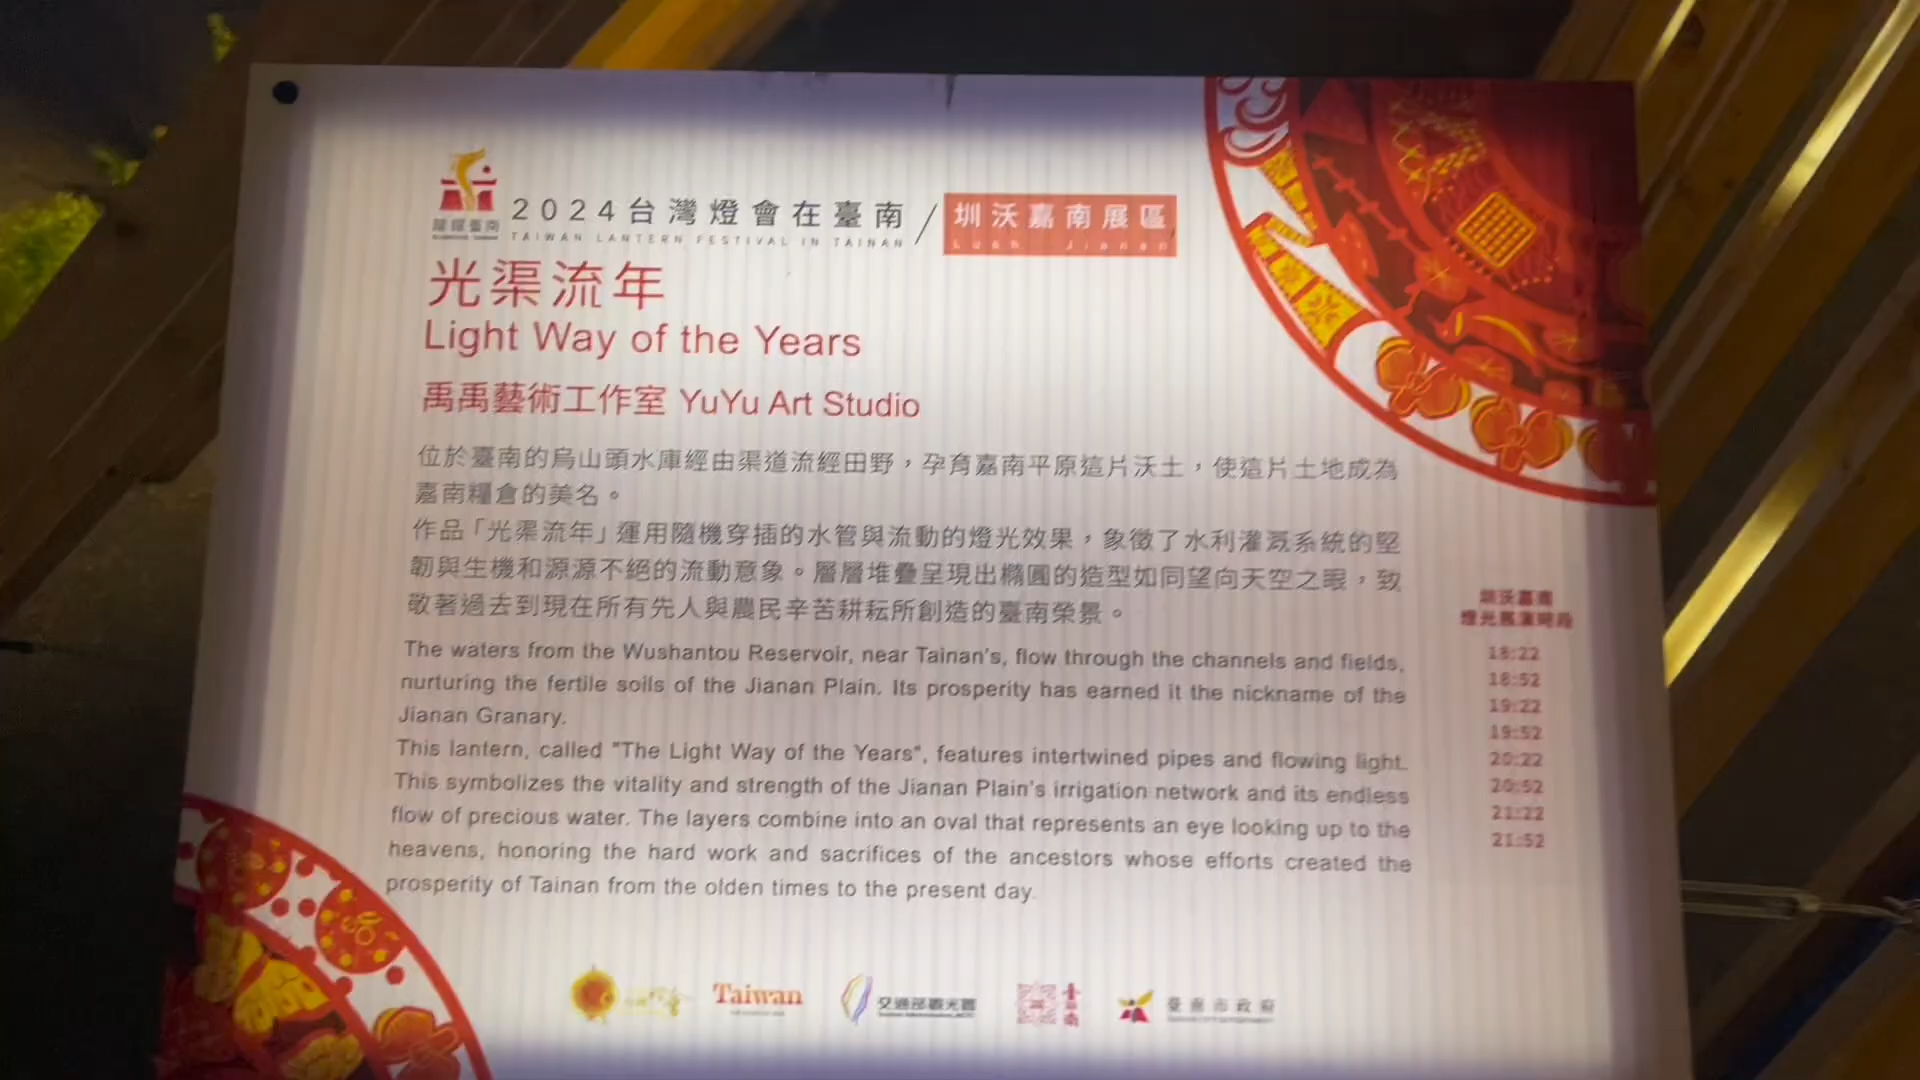 2024台灣燈會在臺南
TAIWAN LANTERN FESTIVAL IN TAINAN
圳沃嘉南展區
Lush Jianan
光渠流年
Light Way of the Years
禹禹藝術工作室 YuYu Art Studio
位於臺南的烏山頭水庫經由渠道流經田野，孕育嘉南平原這片沃土，使這片土地成為
嘉南糧倉的美名。
作品「光渠流年」運用隨機穿插的水管與流動的燈光效果，象徵了水利灌溉系統的堅
韌與生機和源源不絕的流動意象。層層堆疊呈現出橢圓的造型如同望向天空之眼，致
敬著過去到現在所有先人與農民辛苦耕耘所創造的臺南榮景。
The waters from the Wushantou Reservoir, near Tainan's, flow through the channels and fields,
nurturing the fertile soils of the Jianan Plain. Its prosperity has earned it the nickname of the
Jianan Granary.
This lantern, called "The Light Way of the Years", features intertwined pipes and flowing light.
This symbolizes the vitality and strength of the Jianan Plain's irrigation network and its endless
flow of precious water. The layers combine into an oval that represents an eye looking up to the
heavens, honoring the hard work and sacrifices of the ancestors whose efforts created the
prosperity of Tainan from the olden times to the present day.
圳沃嘉南
燈光展演時段
18:22
18:52
19:22
19:52
20:22
20:52
21:22
21:52
Taiwan
交通部觀光署
臺南市政府